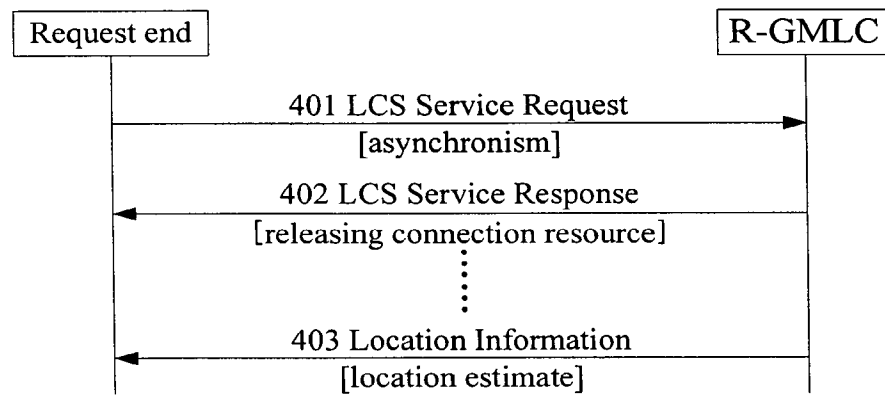 Request end
R-GMLC
401 LCS Service Request
[asynchronism]
402 LCS Service Response
[releasing connection resource]
403 Location Information
[location estimate]